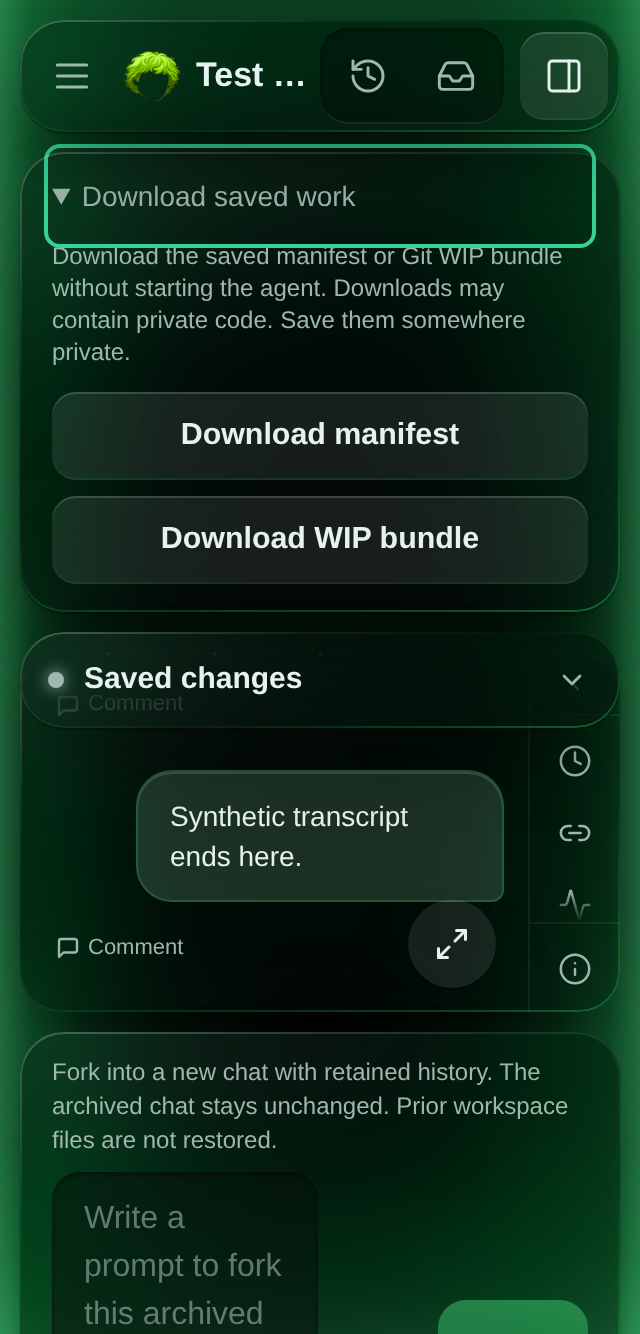 Test ...
Download saved work
Download the saved manifest or Git WIP bundle
without starting the agent. Downloads may
contain private code. Save them somewhere
private.
Download manifest
Download WIP bundle
Saved changes
Comment
Synthetic transcript
ends here.
Comment
Fork into a new chat with retained history. The
archived chat stays unchanged. Prior workspace
files are not restored.
Write a
prompt to fork
this archived